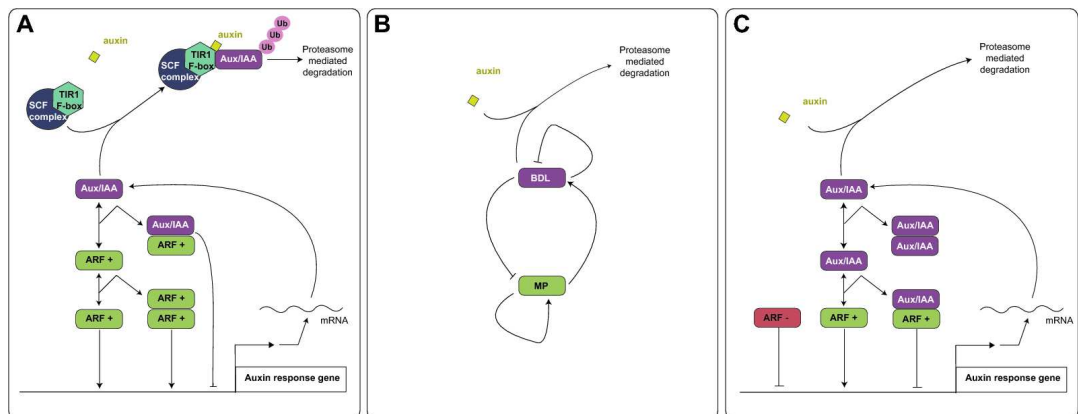 A
auxin
SCF
complex
TIR1
F-box
SCF
complex
TIR1
F-box
auxin
Aux/IAA
Ub
Ub
Ub
Proteasome
mediated
degradation
Aux/IAA
Aux/IAA
ARF +
ARF +
ARF +
ARF +
ARF +
mRNA
Auxin response gene
B
auxin
Proteasome
mediated
degradation
BDL
MP
C
auxin
Proteasome
mediated
degradation
Aux/IAA
Aux/IAA
Aux/IAA
Aux/IAA
Aux/IAA
ARF -
ARF +
ARF +
mRNA
Auxin response gene